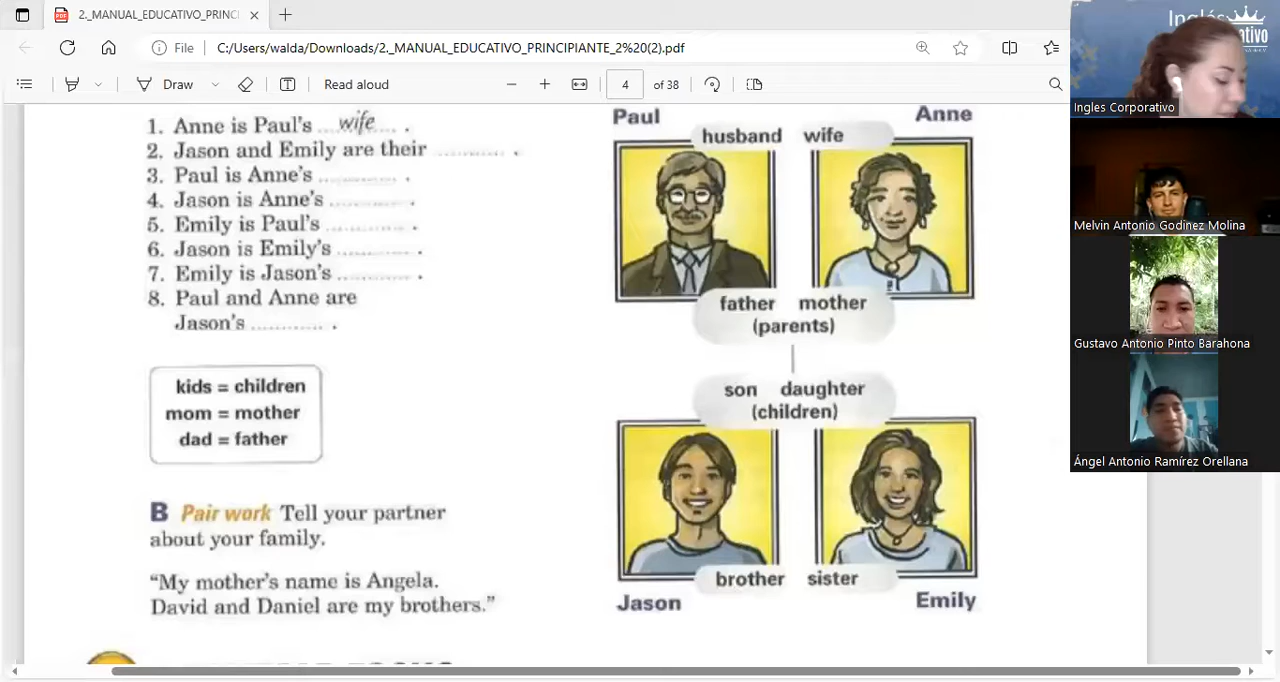 2._MANUAL_EDUCATIVO_PRINCI
File
C:/Users/walda/Downloads/2._MANUAL_EDUCATIVO_PRINCIPIANTE_2%20(2).pdf
Draw
Read aloud
4
of 38
1. Anne is Paul's ...wife... .
2. Jason and Emily are their ............ .
3. Paul is Anne's ............ .
4. Jason is Anne's ............ .
5. Emily is Paul's ............ .
6. Jason is Emily's ............ .
7. Emily is Jason's ............ .
8. Paul and Anne are
Jason's ............ .
kids = children
mom = mother
dad = father
B Pair work Tell your partner
about your family.
"My mother's name is Angela.
David and Daniel are my brothers."
Paul
Anne
husband wife
father mother
(parents)
son daughter
(children)
brother sister
Jason
Emily
Ingles Corporativo
Melvin Antonio Godinez Molina
Gustavo Antonio Pinto Barahona
Ángel Antonio Ramírez Orellana